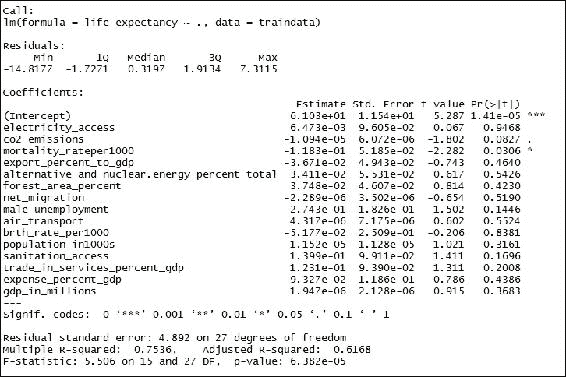 Call:
lm(formula = life_expectancy ~ ., data = traindata)
Residuals:
Min 1Q Median 3Q Max
-14.8177 -1.7271 0.3197 1.9134 7.3115
Coefficients:
Estimate Std. Error t value Pr(>|t|)
(Intercept) 6.103e+01 1.154e+01 5.287 1.41e-05 ***
electricity_access 6.473e-03 9.605e-02 0.067 0.9468
co2_emissions -1.094e-05 6.072e-06 -1.802 0.0827 .
mortality_rateper1000 -1.183e-01 5.185e-02 -2.282 0.0306 *
export_percent_to_gdp -3.671e-02 4.943e-02 -0.743 0.4640
alternative_and_nuclear.energy_percent_total 3.411e-02 5.531e-02 0.617 0.5426
forest_area_percent 3.748e-02 4.607e-02 0.814 0.4230
net_migration -2.289e-06 3.502e-06 -0.654 0.5190
male_unemployment 2.743e-01 1.826e-01 1.502 0.1446
air_transport 4.317e-06 7.175e-06 0.602 0.5524
brth_rate_per1000 -5.177e-02 2.509e-01 -0.206 0.8381
population_in1000s 1.152e-05 1.128e-05 1.021 0.3161
sanitation_access 1.399e-01 9.911e-02 1.411 0.1696
trade_in_services_percent_gdp 1.231e-01 9.390e-02 1.311 0.2008
expense_percent_gdp 9.327e-02 1.186e-01 0.786 0.4386
gdp_in_millions 1.947e-06 2.128e-06 0.915 0.3683
---
Signif. codes: 0 ‘***’ 0.001 ‘**’ 0.01 ‘*’ 0.05 ‘.’ 0.1 ‘ ’ 1
Residual standard error: 4.892 on 27 degrees of freedom
Multiple R-squared: 0.7536, Adjusted R-squared: 0.6168
F-statistic: 5.506 on 15 and 27 DF, p-value: 6.382e-05